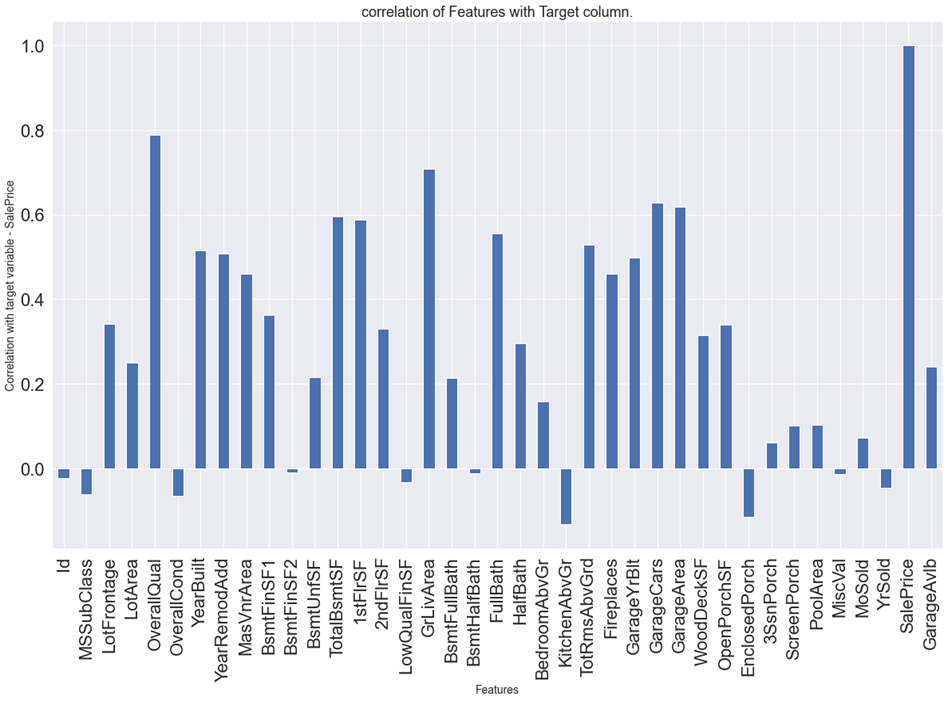 correlation of Features with Target column.
Correlation with target variable - SalePrice
1.0
0.8
0.6
0.4
0.2
0.0
Id
MSSubClass
LotFrontage
LotArea
OverallQual
OverallCond
YearBuilt
YearRemodAdd
MasVnrArea
BsmtFinSF1
BsmtFinSF2
BsmtUnfSF
TotalBsmtSF
1stFlrSF
2ndFlrSF
LowQualFinSF
GrLivArea
BsmtFullBath
BsmtHalfBath
FullBath
HalfBath
BedroomAbvGr
KitchenAbvGr
TotRmsAbvGrd
Fireplaces
GarageYrBlt
GarageCars
GarageArea
WoodDeckSF
OpenPorchSF
EnclosedPorch
3SsnPorch
ScreenPorch
PoolArea
MiscVal
MoSold
YrSold
SalePrice
GarageAvlb
Features